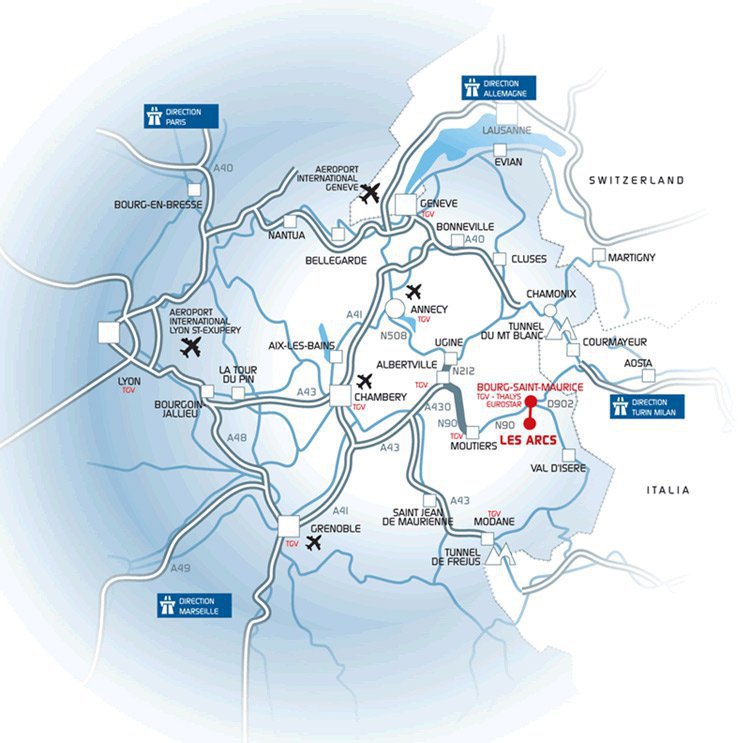 DIRECTION
ALLEMAGNE
DIRECTION
PARIS
LAUSANNE
EVIAN
A40
AEROPORT
INTERNATIONAL
GENEVE
SWITZERLAND
BOURG-EN-BRESSE
GENEVE
TGV
NANTUA
BONNEVILLE
A40
BELLEGARDE
CLUSES
MARTIGNY
CHAMONIX
AEROPORT
INTERNATIONAL
LYON ST-EXUPERY
A41
ANNECY
TGV
TUNNEL
DU MT BLANC
N508
AIX-LES-BAINS
UGINE
COURMAYEUR
ALBERTVILLE
N212
AOSTA
LYON
TGV
LA TOUR
DU PIN
A43
CHAMBERY
TGV
TGV
BOURG-SAINT-MAURICE
TGV - THALYS
EUROSTAR
D902
DIRECTION
TURIN MILAN
BOURGOIN-
JALLIEU
A430
N90
N90
A48
A43
TGV
MOUTIERS
LES ARCS
VAL D'ISERE
ITALIA
A41
SAINT JEAN
DE MAURIENNE
A43
TGV
MODANE
GRENOBLE
TGV
TUNNEL
DE FREJUS
A49
DIRECTION
MARSEILLE